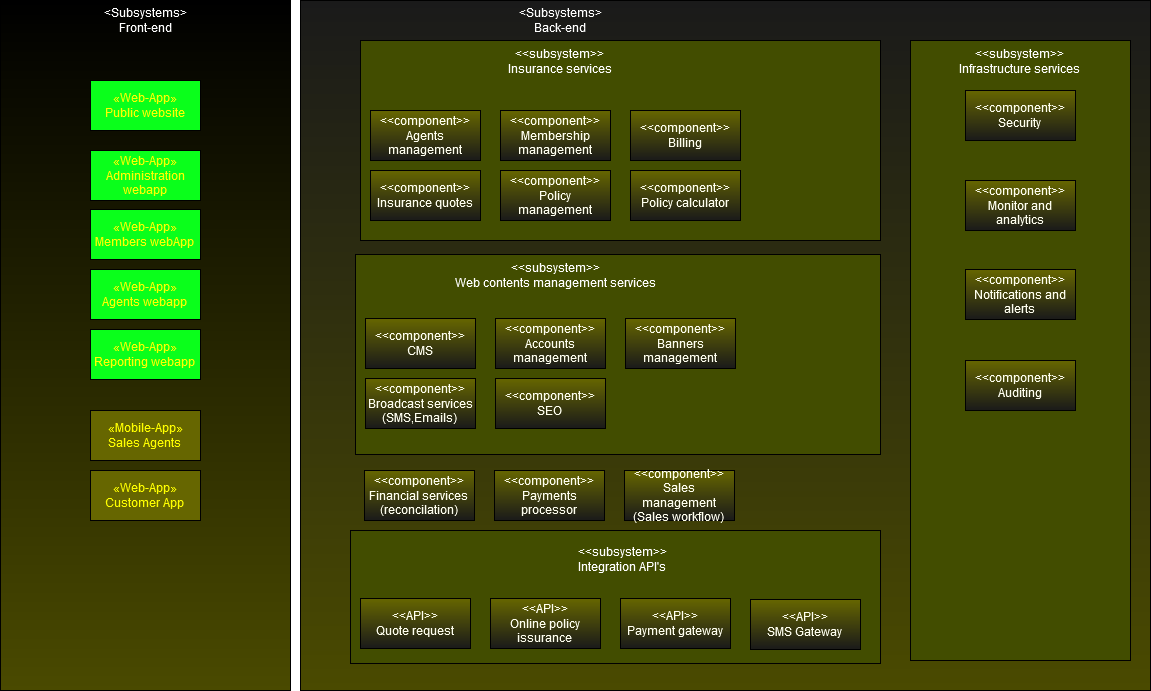 <Subsystems>
Front-end
«Web-App»
Public website
«Web-App»
Administration
webapp
«Web-App»
Members webApp
«Web-App»
Agents webapp
«Web-App»
Reporting webapp
«Mobile-App»
Sales Agents
«Web-App»
Customer App
<Subsystems>
Back-end
<<subsystem>>
Insurance services
<<component>>
Agents
management
<<component>>
Membership
management
<<component>>
Billing
<<component>>
Insurance quotes
<<component>>
Policy
management
<<component>>
Policy calculator
<<subsystem>>
Web contents management services
<<component>>
CMS
<<component>>
Accounts
management
<<component>>
Banners
management
<<component>>
Broadcast services
(SMS,Emails)
<<component>>
SEO
<<component>>
Financial services
(reconcilation)
<<component>>
Payments
processor
<<component>>
Sales
management
(Sales workflow)
<<subsystem>>
Integration API's
<<API>>
Quote request
<<API>>
Online policy
issurance
<<API>>
Payment gateway
<<API>>
SMS Gateway
<<subsystem>>
Infrastructure services
<<component>>
Security
<<component>>
Monitor and
analytics
<<component>>
Notifications and
alerts
<<component>>
Auditing